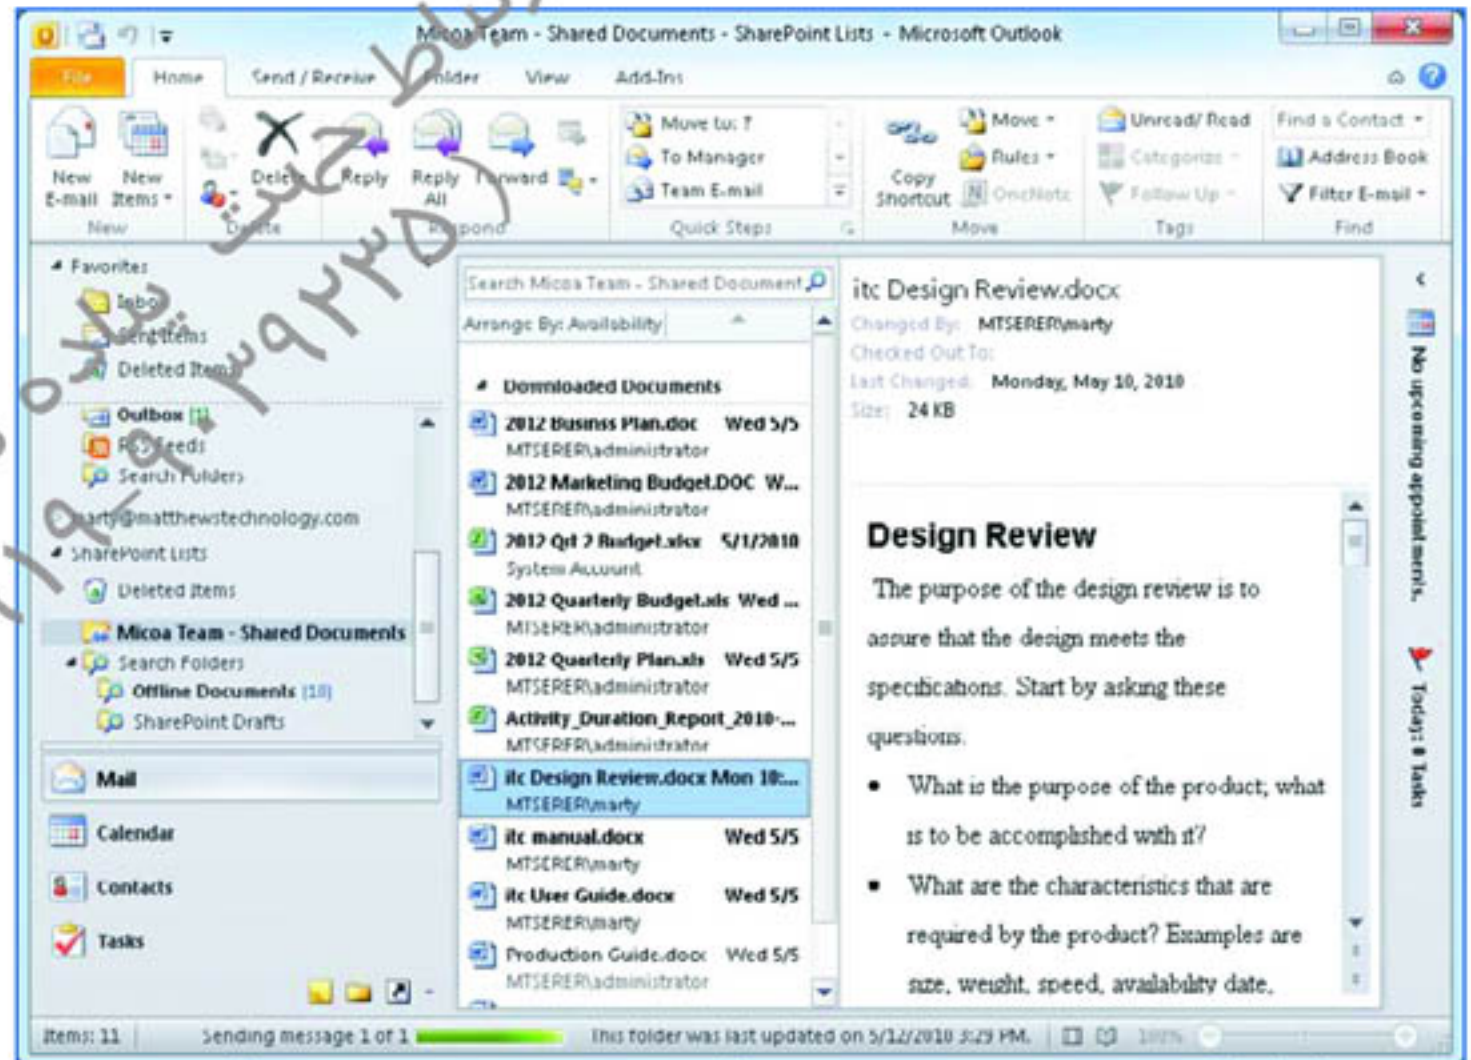 Micoa Team - Shared Documents - SharePoint Lists - Microsoft Outlook
File Home Send / Receive Folder View Add-Ins
New E-mail
New Items
New
Delete
Delete
Reply
Reply All
Forward
Respond
Move to: ?
To Manager
Team E-mail
Quick Steps
Copy Shortcut
Move
Rules
OneNote
Move
Unread/ Read
Categorize
Follow Up
Tags
Find a Contact
Address Book
Filter E-mail
Find
Favorites
Inbox
Sent Items
Deleted Items
Outbox [1]
RSS Feeds
Search Folders
marty@matthewstechnology.com
SharePoint Lists
Deleted Items
Micoa Team - Shared Documents
Search Folders
Offline Documents (10)
SharePoint Drafts
Mail
Calendar
Contacts
Tasks
Search Micoa Team - Shared Document
Arrange By: Availability
Downloaded Documents
2012 Businss Plan.doc Wed 5/5
MTSERER\administrator
2012 Marketing Budget.DOC W...
MTSERER\administrator
2012 Qrt 2 Budget.xlsx 5/1/2010
System Account
2012 Quarterly Budget.xls Wed ...
MTSERER\administrator
2012 Quarterly Plan.xls Wed 5/5
MTSERER\administrator
Activity_Duration_Report_2010-...
MTSERER\administrator
itc Design Review.docx Mon 10:...
MTSERER\marty
itc manual.docx Wed 5/5
MTSERER\marty
itc User Guide.docx Wed 5/5
MTSERER\marty
Production Guide.docx Wed 5/5
MTSERER\administrator
itc Design Review.docx
Changed By: MTSERER\marty
Checked Out To:
Last Changed: Monday, May 10, 2010
Size: 24 KB
Design Review
The purpose of the design review is to
assure that the design meets the
specifications. Start by asking these
questions.
• What is the purpose of the product; what
is to be accomplished with it?
• What are the characteristics that are
required by the product? Examples are
size, weight, speed, availability date,
No upcoming appointments.
Today: 0 Tasks
Items: 11 Sending message 1 of 1 This folder was last updated on 5/12/2010 3:29 PM. 100%